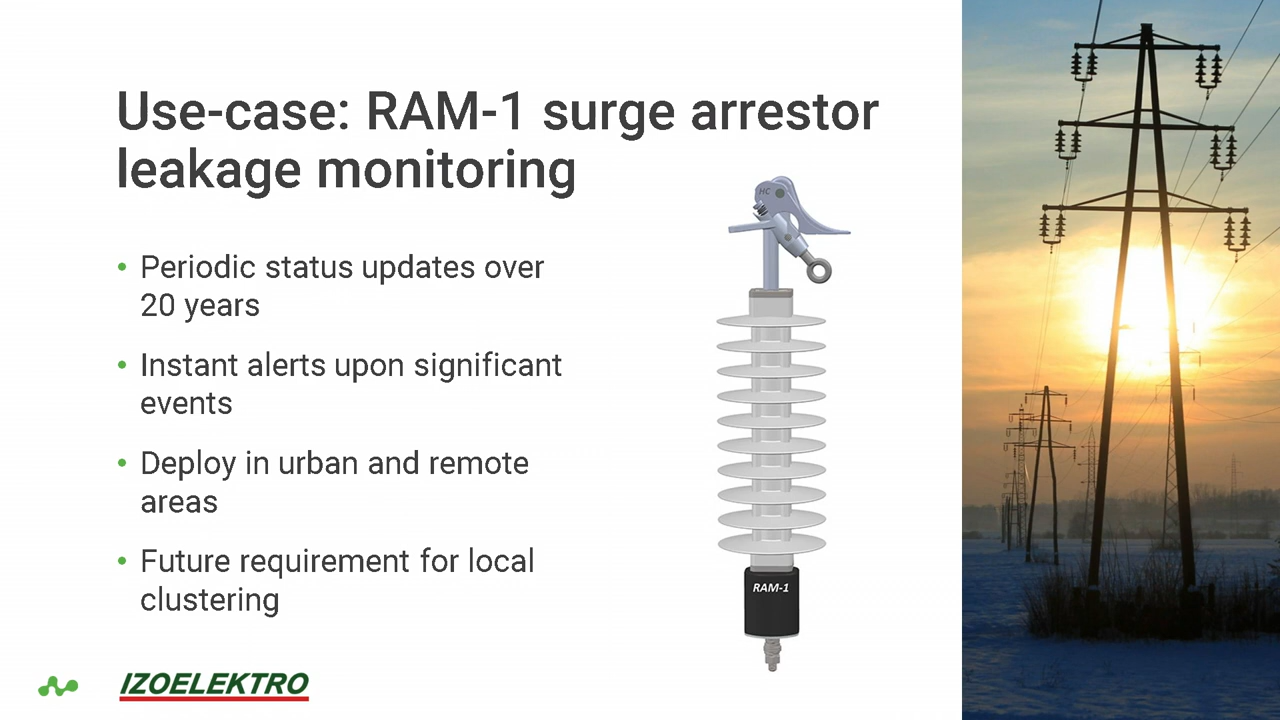 Use-case: RAM-1 surge arrestor
leakage monitoring
• Periodic status updates over
20 years
• Instant alerts upon significant
events
• Deploy in urban and remote
areas
• Future requirement for local
clustering
HC
RAM-1
IZOELEKTRO